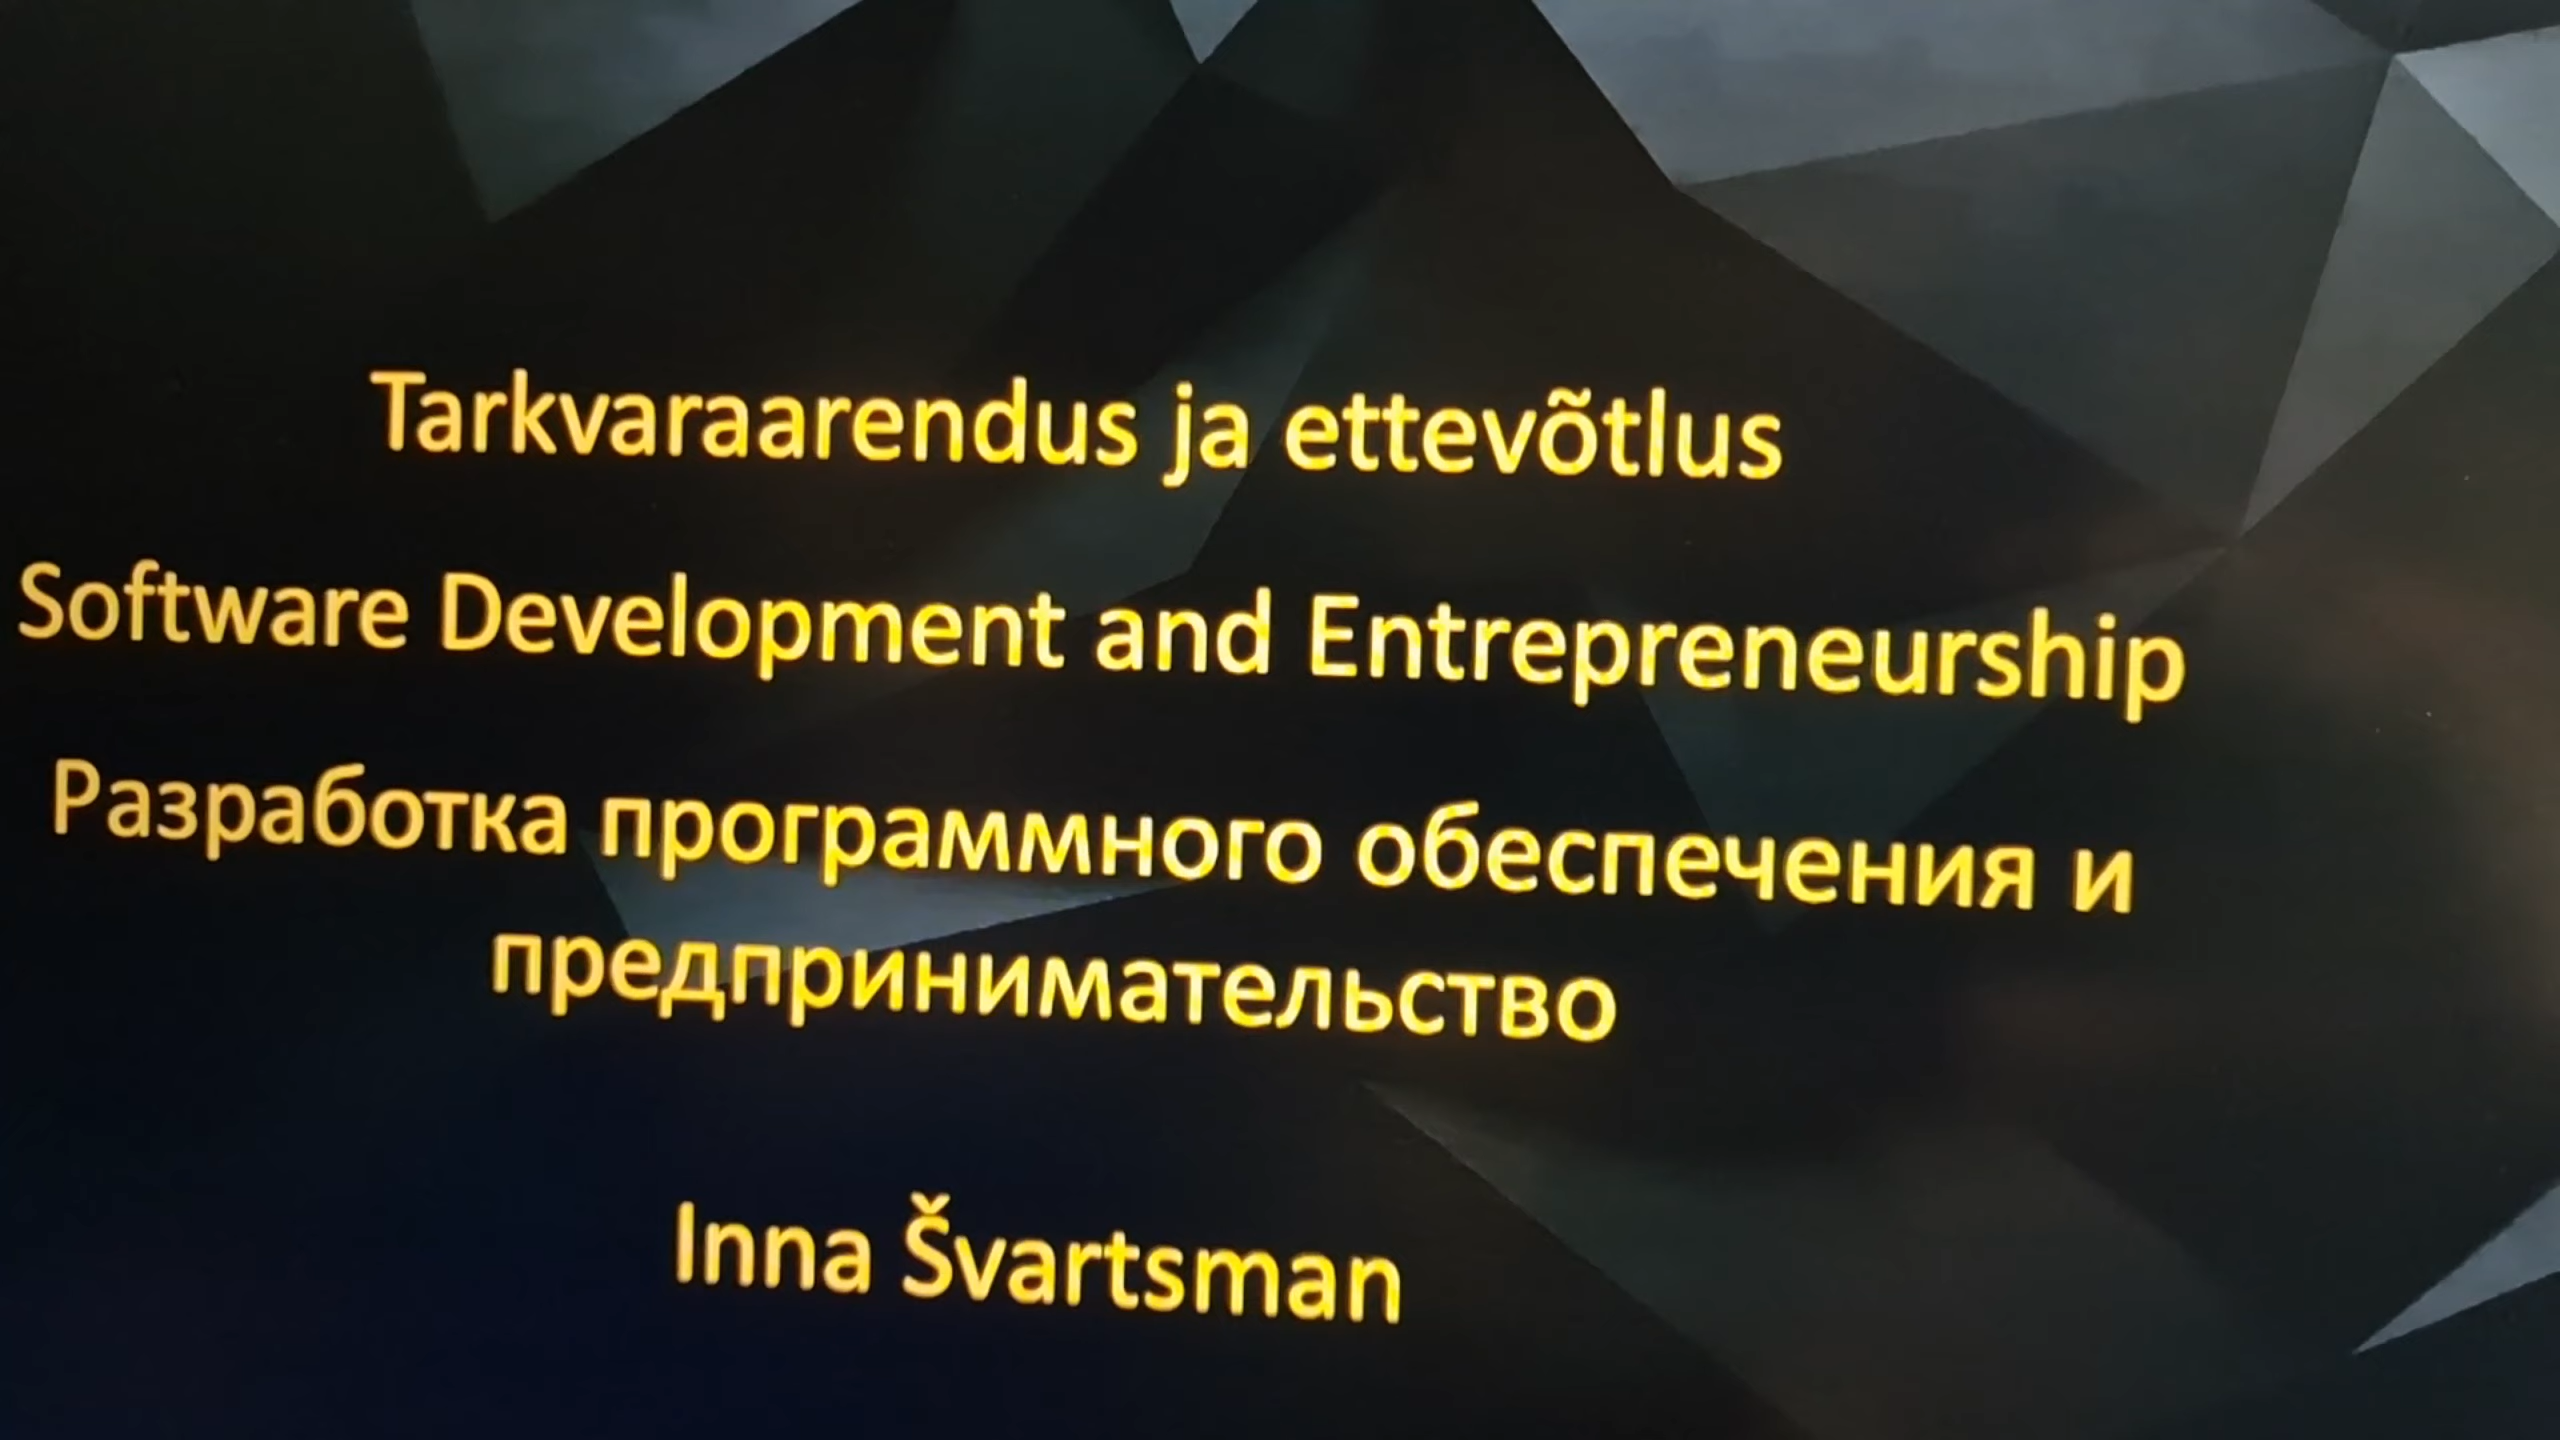 Tarkvaraarendus ja ettevõtlus
Software Development and Entrepreneurship
Разработка программного обеспечения и
предпринимательство
Inna Švartsman